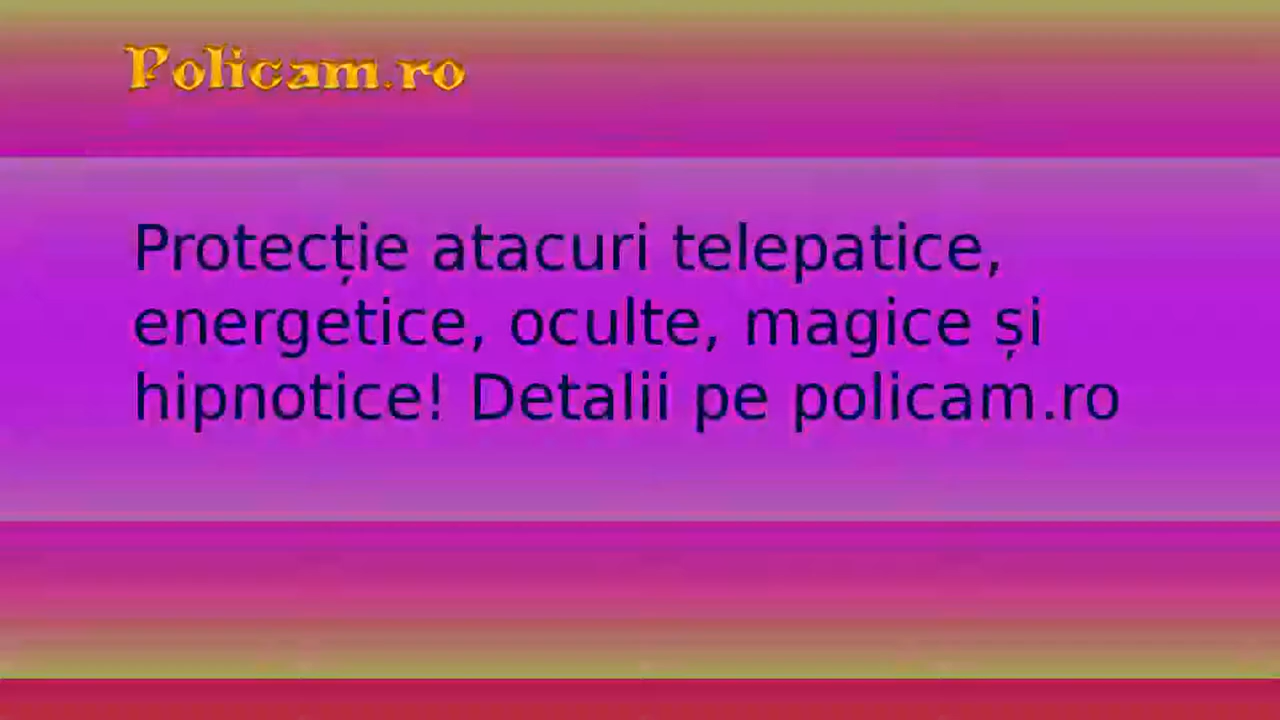 Policam.ro
Protecție atacuri telepatice,
energetice, oculte, magice și
hipnotice! Detalii pe policam.ro